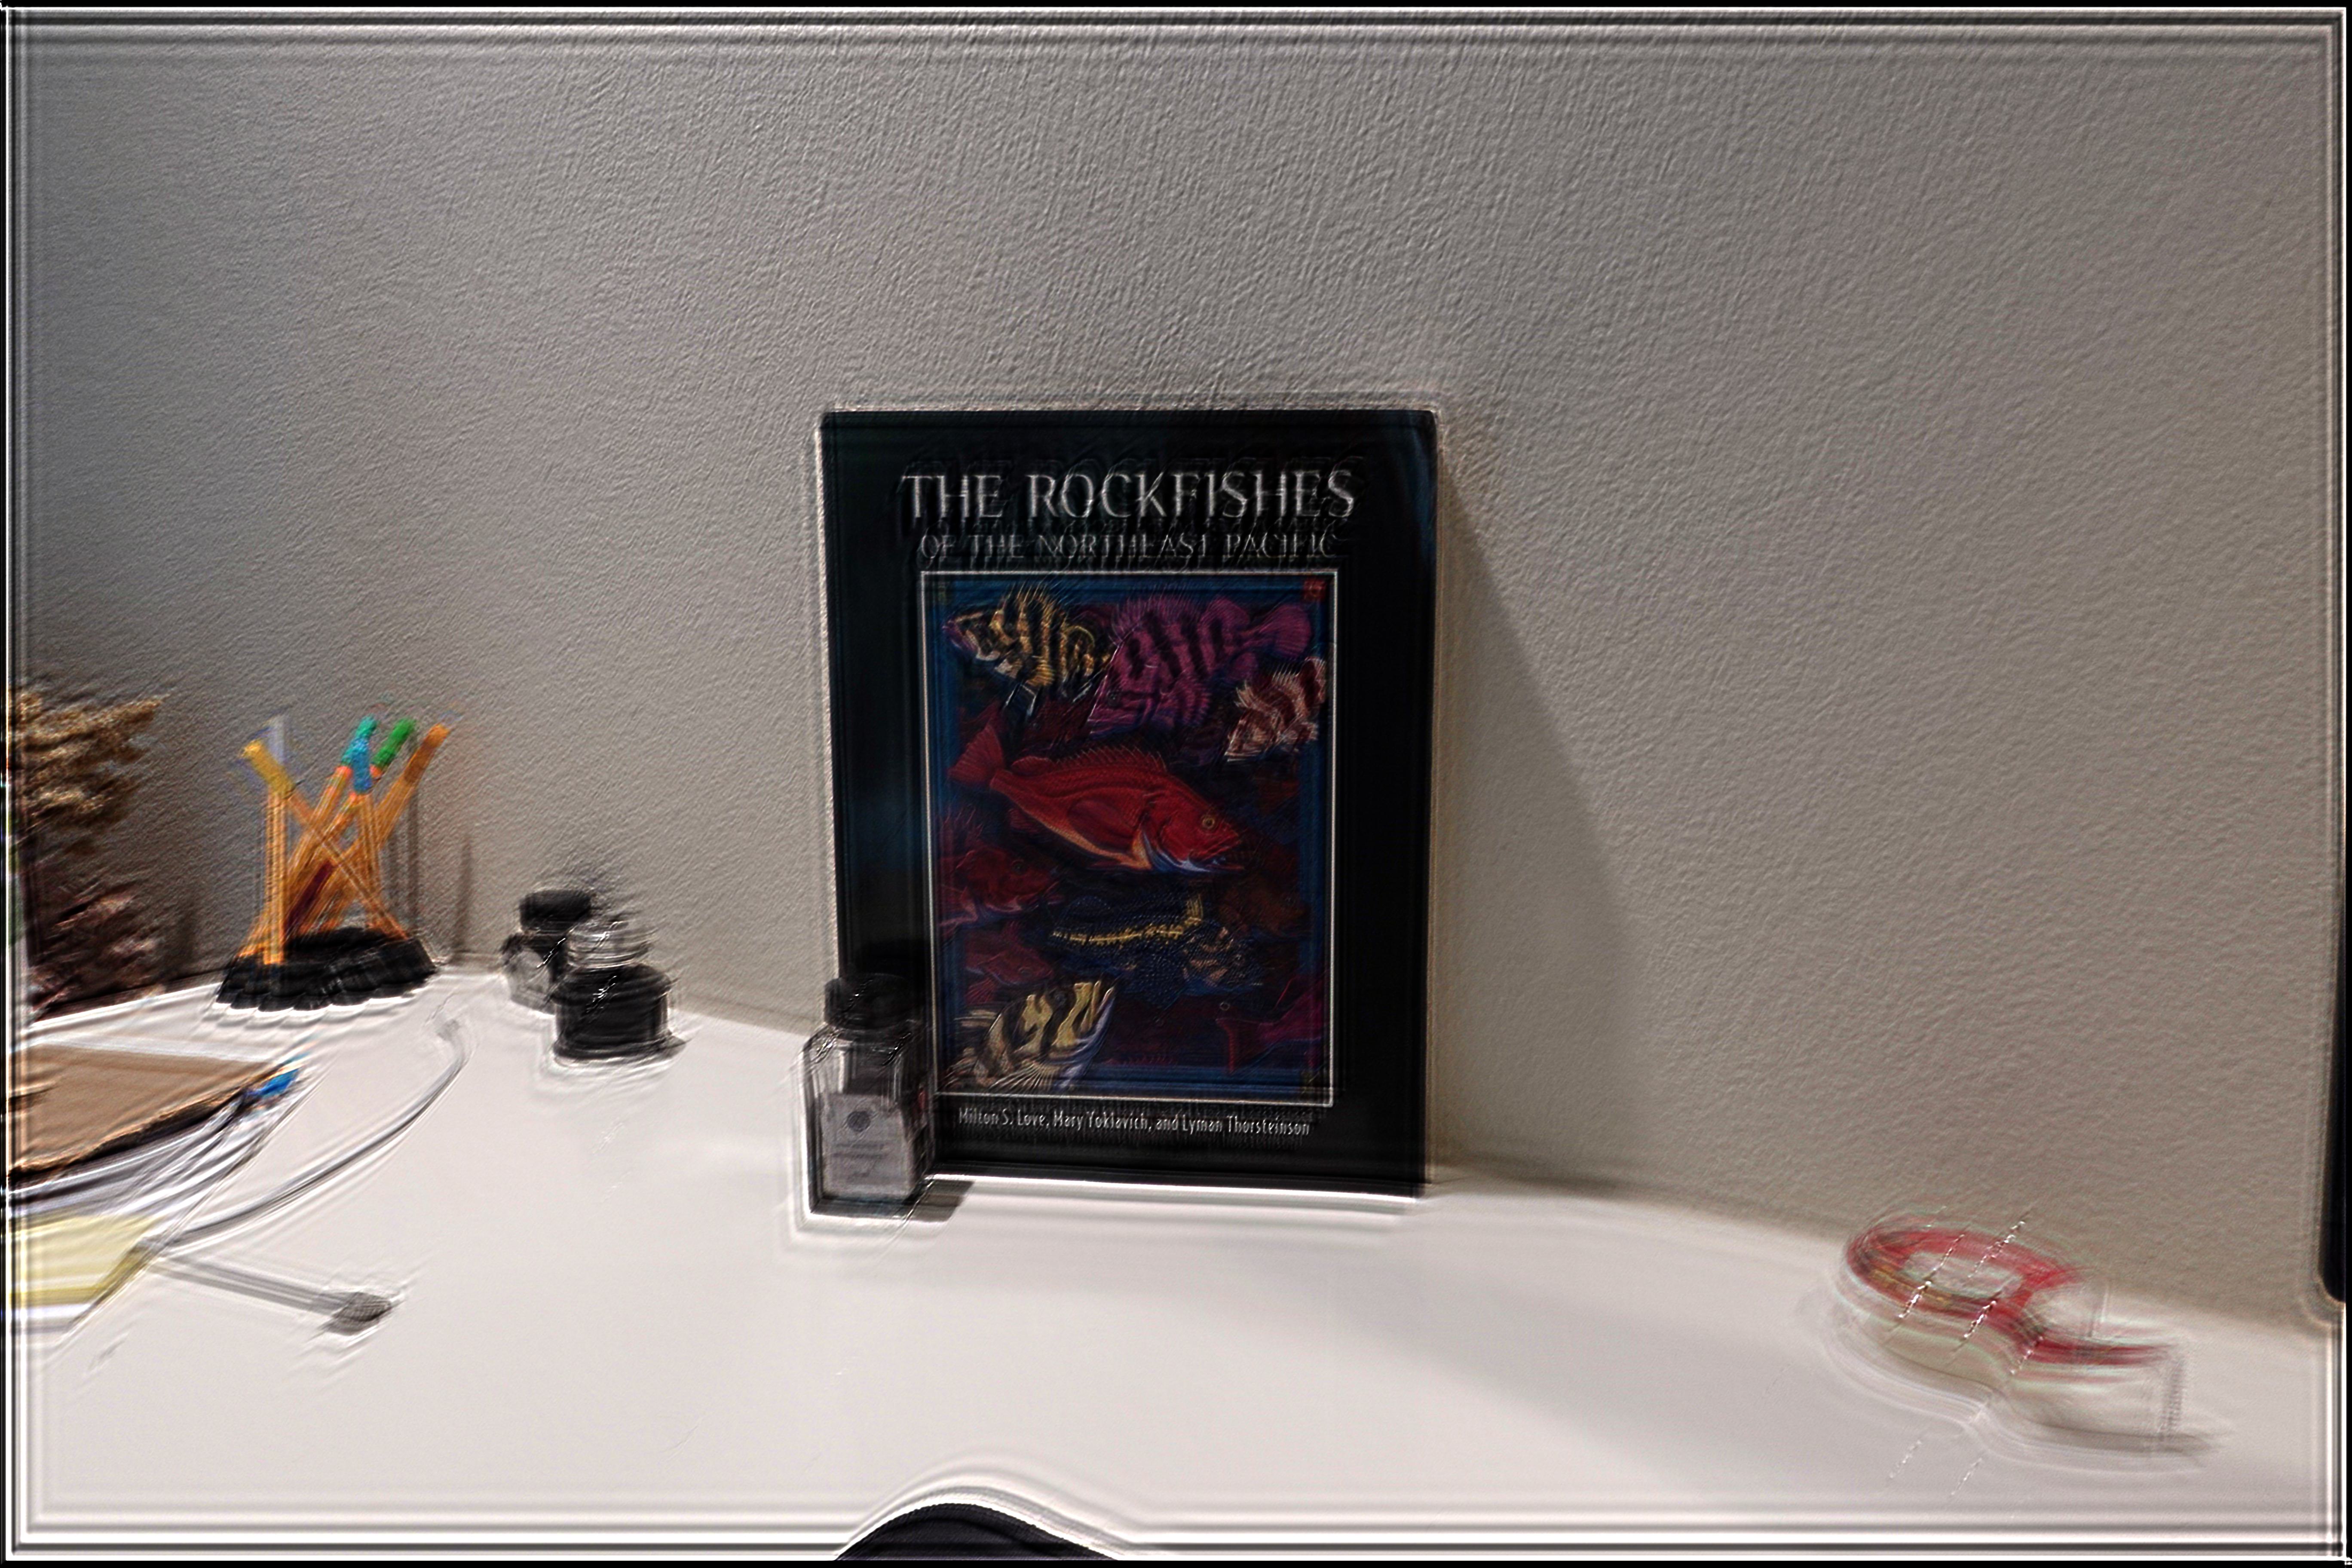 THE ROCKFISHES
OF THE NORTHEAST PACIFIC
Milton S. Love, Mary Yoklavich, and Lyman Thorsteinson